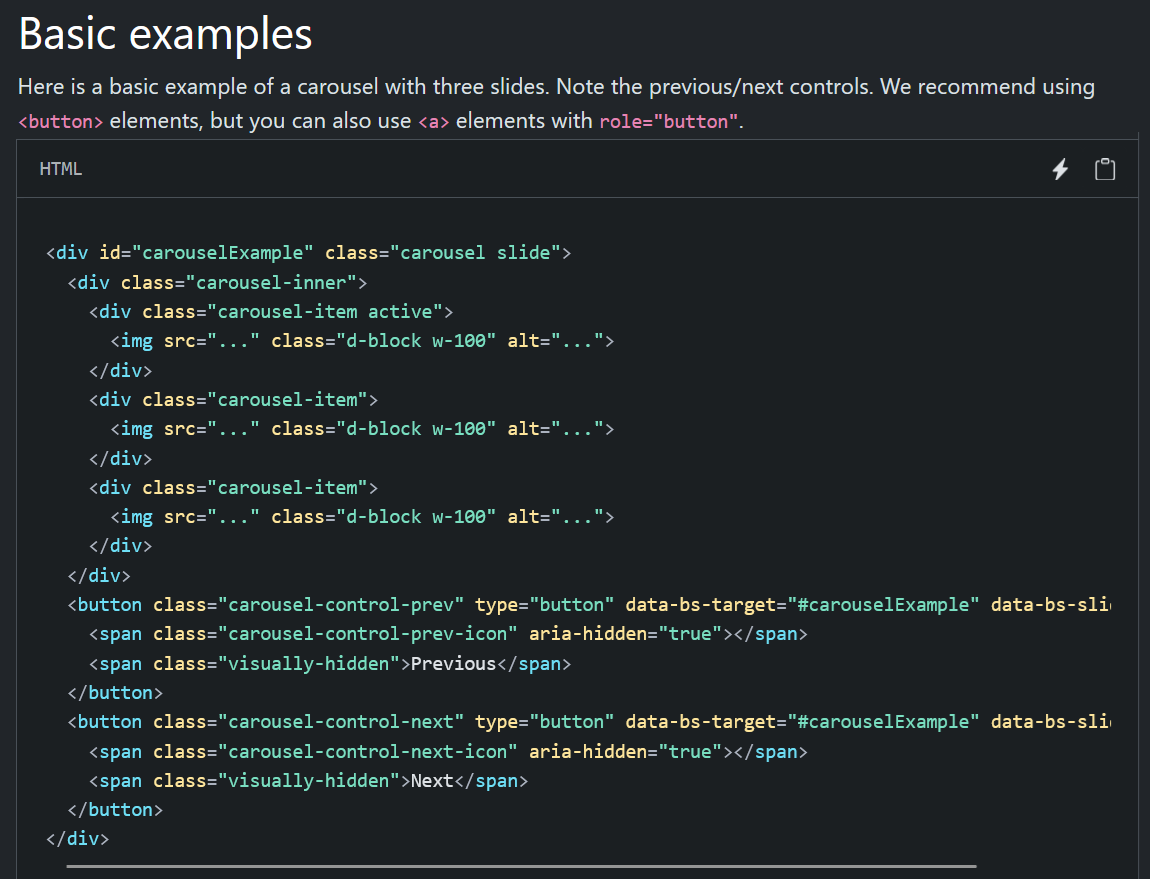 Basic examples
Here is a basic example of a carousel with three slides. Note the previous/next controls. We recommend using
<button> elements, but you can also use <a> elements with role="button".
HTML
<div id="carouselExample" class="carousel slide">
  <div class="carousel-inner">
    <div class="carousel-item active">
      <img src="..." class="d-block w-100" alt="...">
    </div>
    <div class="carousel-item">
      <img src="..." class="d-block w-100" alt="...">
    </div>
    <div class="carousel-item">
      <img src="..." class="d-block w-100" alt="...">
    </div>
  </div>
  <button class="carousel-control-prev" type="button" data-bs-target="#carouselExample" data-bs-sli
    <span class="carousel-control-prev-icon" aria-hidden="true"></span>
    <span class="visually-hidden">Previous</span>
  </button>
  <button class="carousel-control-next" type="button" data-bs-target="#carouselExample" data-bs-sli
    <span class="carousel-control-next-icon" aria-hidden="true"></span>
    <span class="visually-hidden">Next</span>
  </button>
</div>